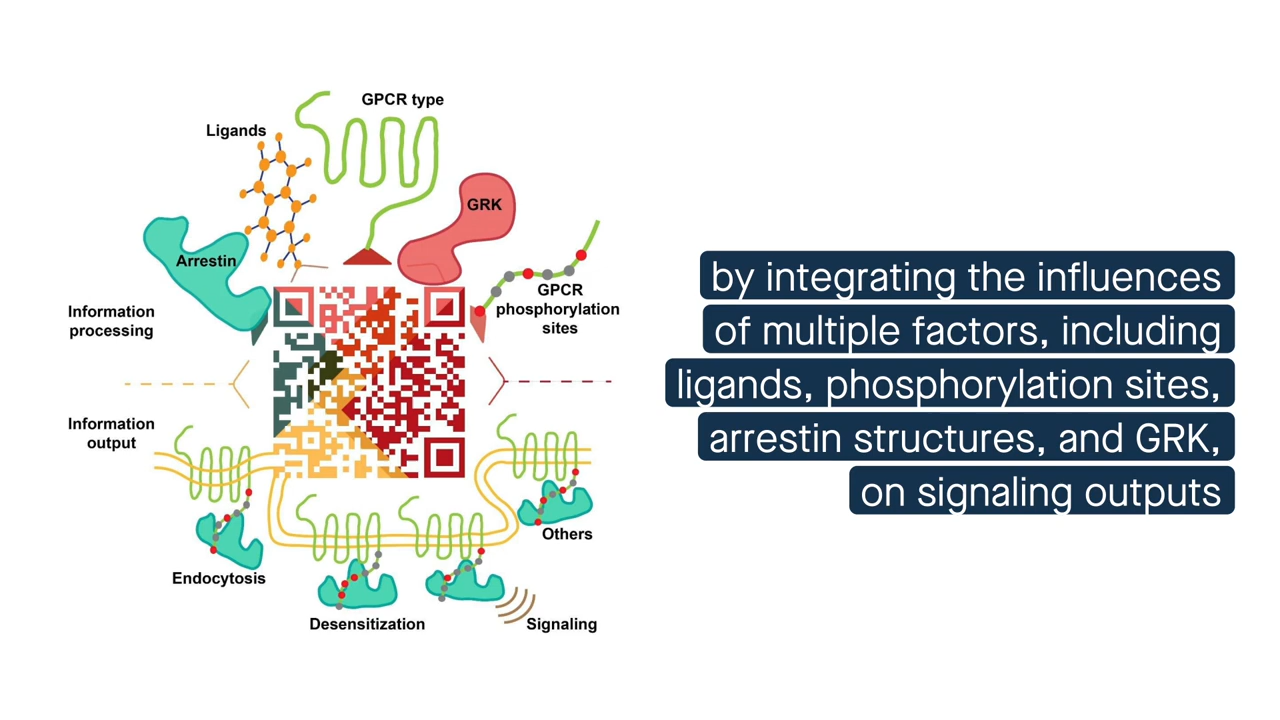 GPCR type
Ligands
GRK
Arrestin
GPCR
phosphorylation
sites
Information
processing
Information
output
Endocytosis
Desensitization
Signaling
Others
by integrating the influences
of multiple factors, including
ligands, phosphorylation sites,
arrestin structures, and GRK,
on signaling outputs